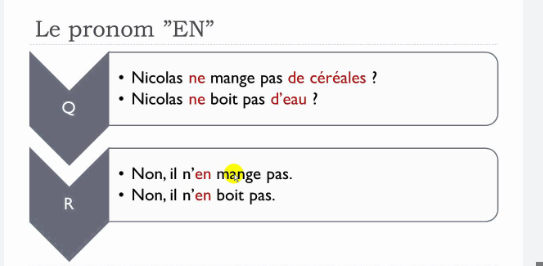 Le pronom ”EN”
Q
• Nicolas ne mange pas de céréales ?
• Nicolas ne boit pas d’eau ?
R
• Non, il n’en mange pas.
• Non, il n’en boit pas.